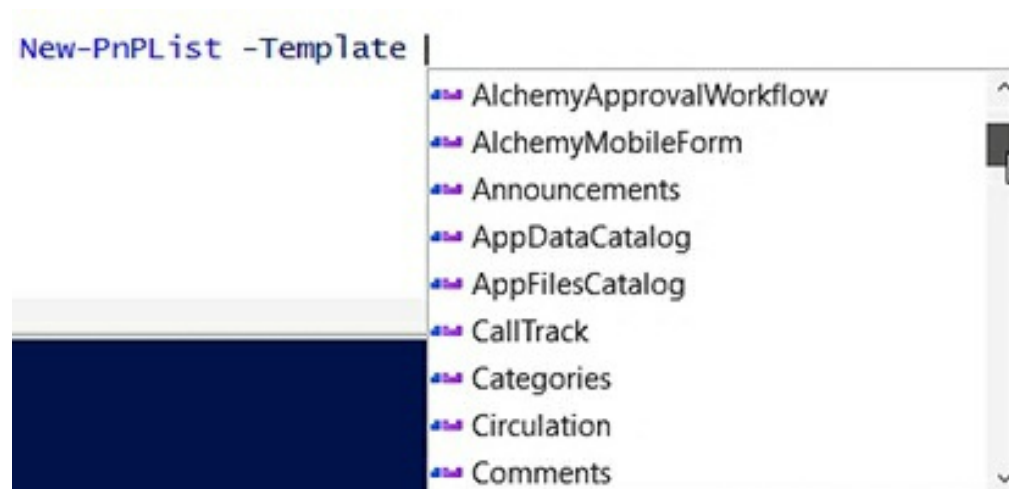 New-PnPList -Template
AlchemyApprovalWorkflow
AlchemyMobileForm
Announcements
AppDataCatalog
AppFilesCatalog
CallTrack
Categories
Circulation
Comments